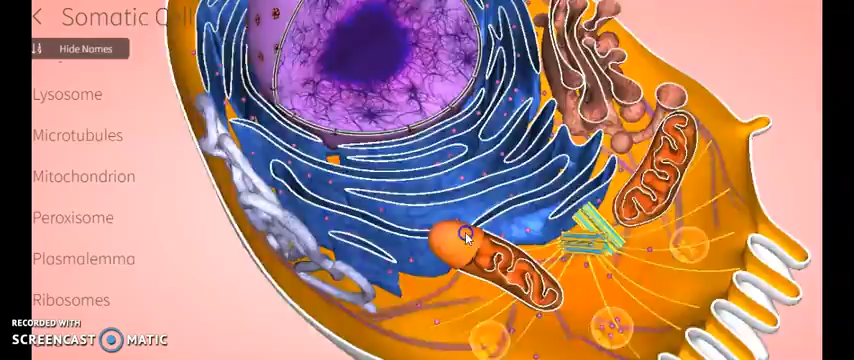 Somatic Cell
Hide Names
Lysosome
Microtubules
Mitochondrion
Peroxisome
Plasmalemma
Ribosomes
RECORDED WITH
SCREENCAST MATIC